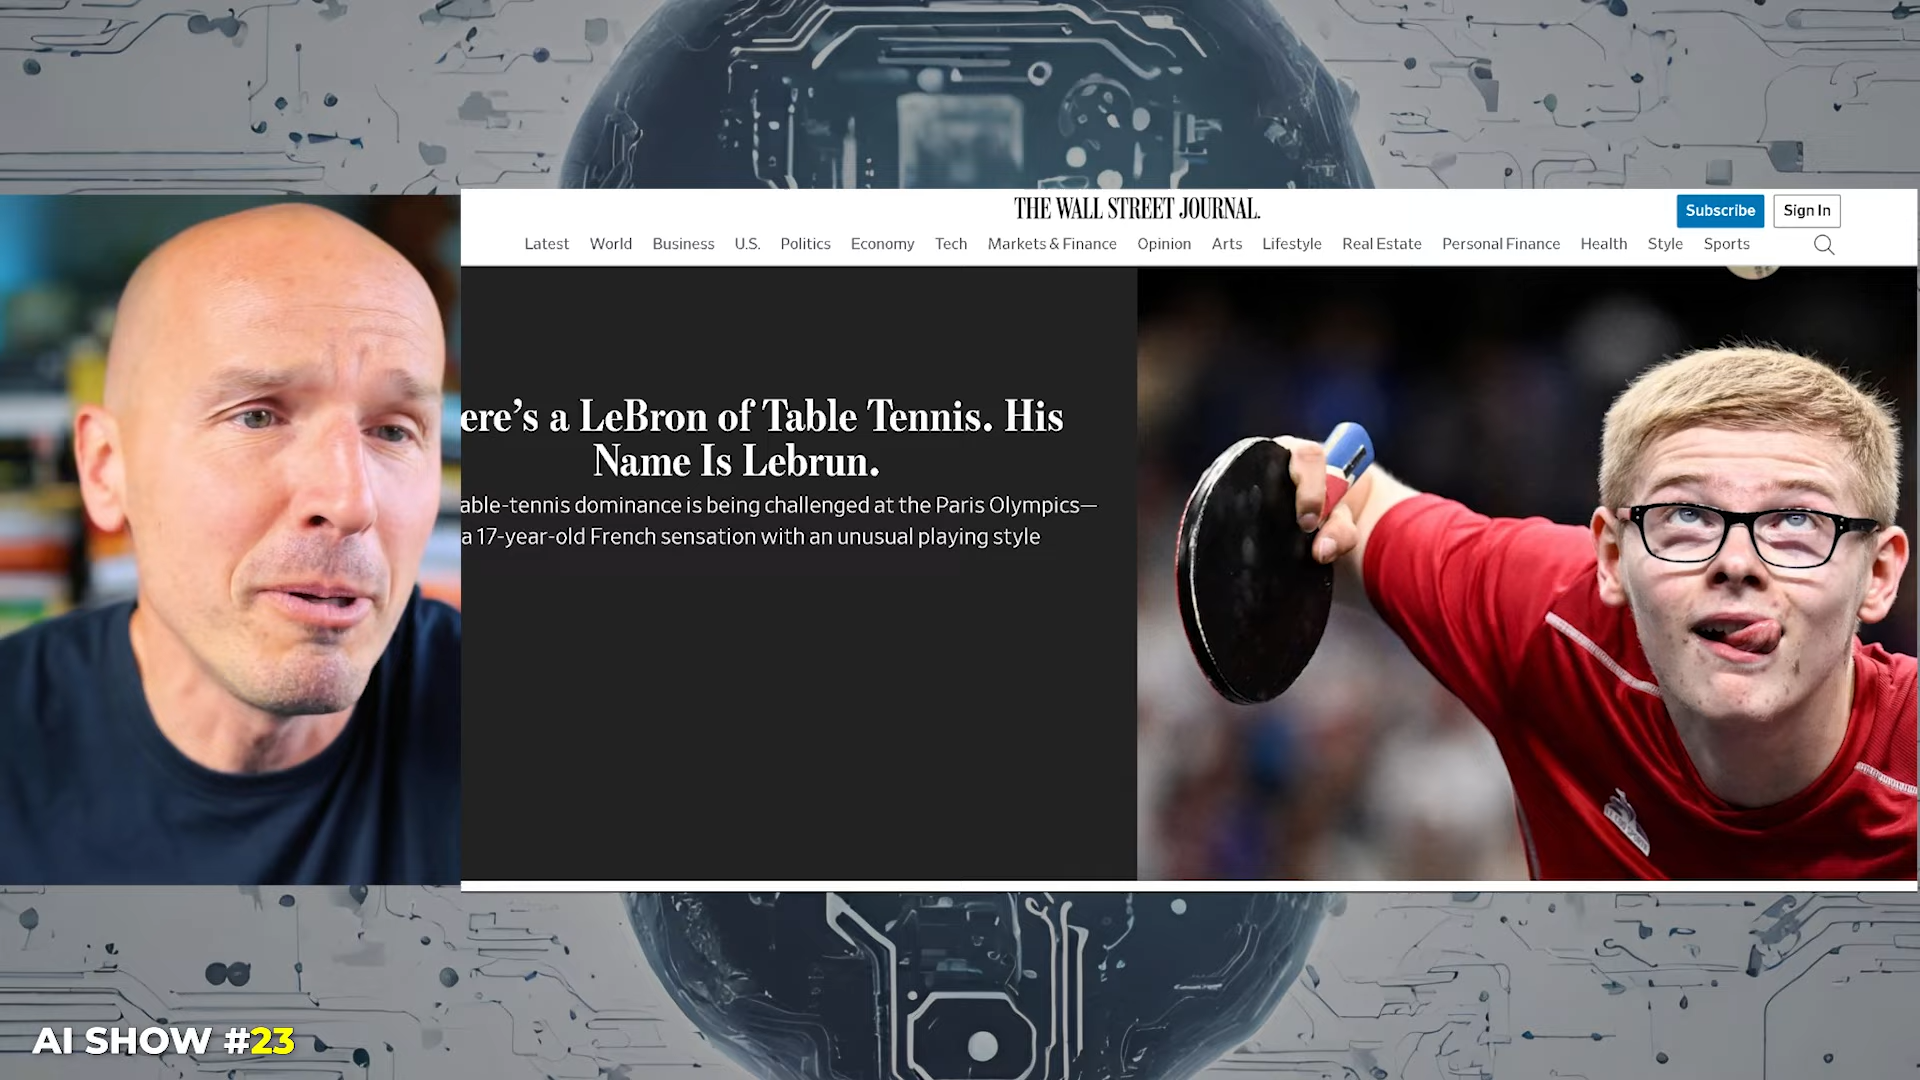 THE WALL STREET JOURNAL.
Subscribe
Sign In
Latest World Business U.S. Politics Economy Tech Markets & Finance Opinion Arts Lifestyle Real Estate Personal Finance Health Style Sports
ere's a LeBron of Table Tennis. His
Name Is Lebrun.
able-tennis dominance is being challenged at the Paris Olympics—
a 17-year-old French sensation with an unusual playing style
AI SHOW #23